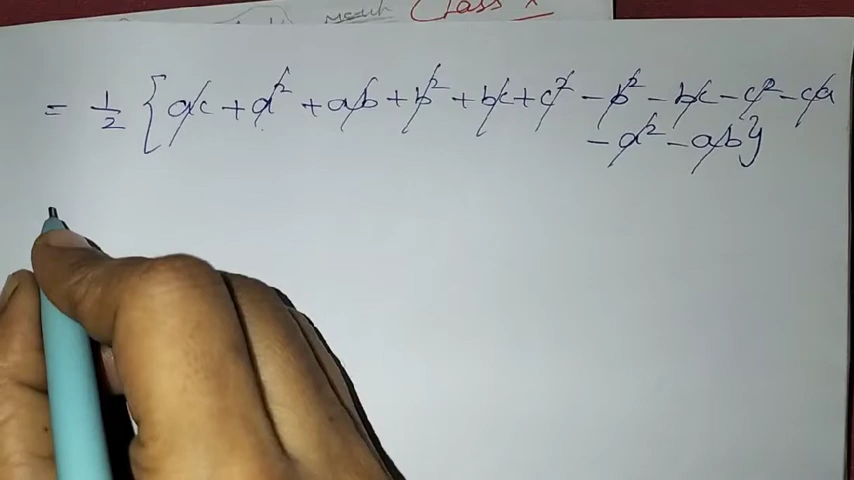 Class X
= 1/2 {ac + a² + ab + b² + bc + c² - b² - bc - c² - ca
- a² - ab}